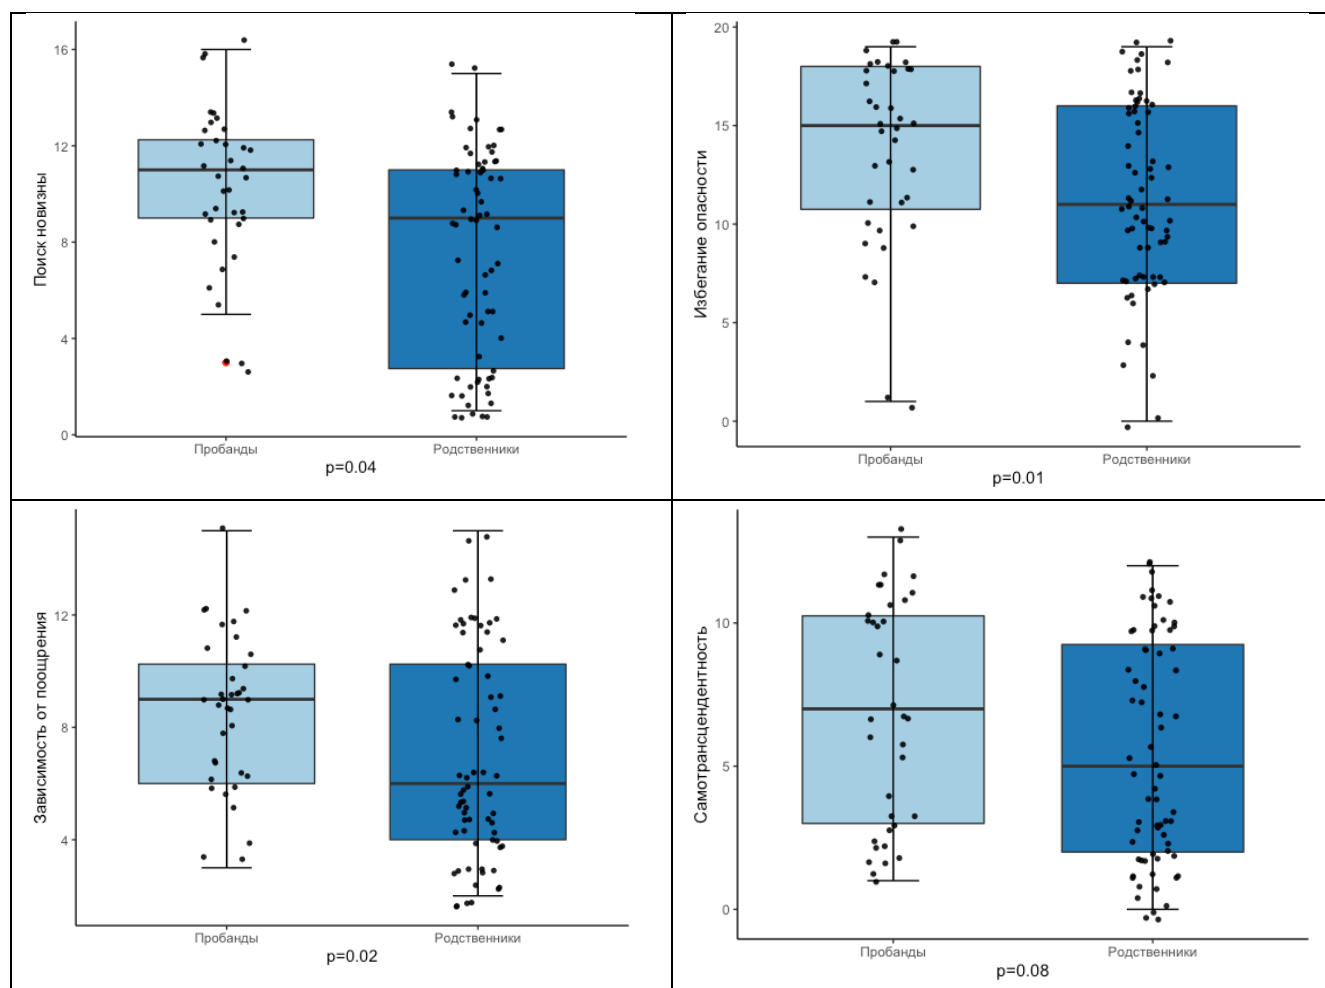 Поиск новизны
16
12
8
4
0
Пробанды
Родственники
p=0.04
Избегание опасности
20
15
10
5
0
Пробанды
Родственники
p=0.01
Зависимость от поощрения
12
8
4
Пробанды
Родственники
p=0.02
Самотрансцендентность
10
5
0
Пробанды
Родственники
p=0.08